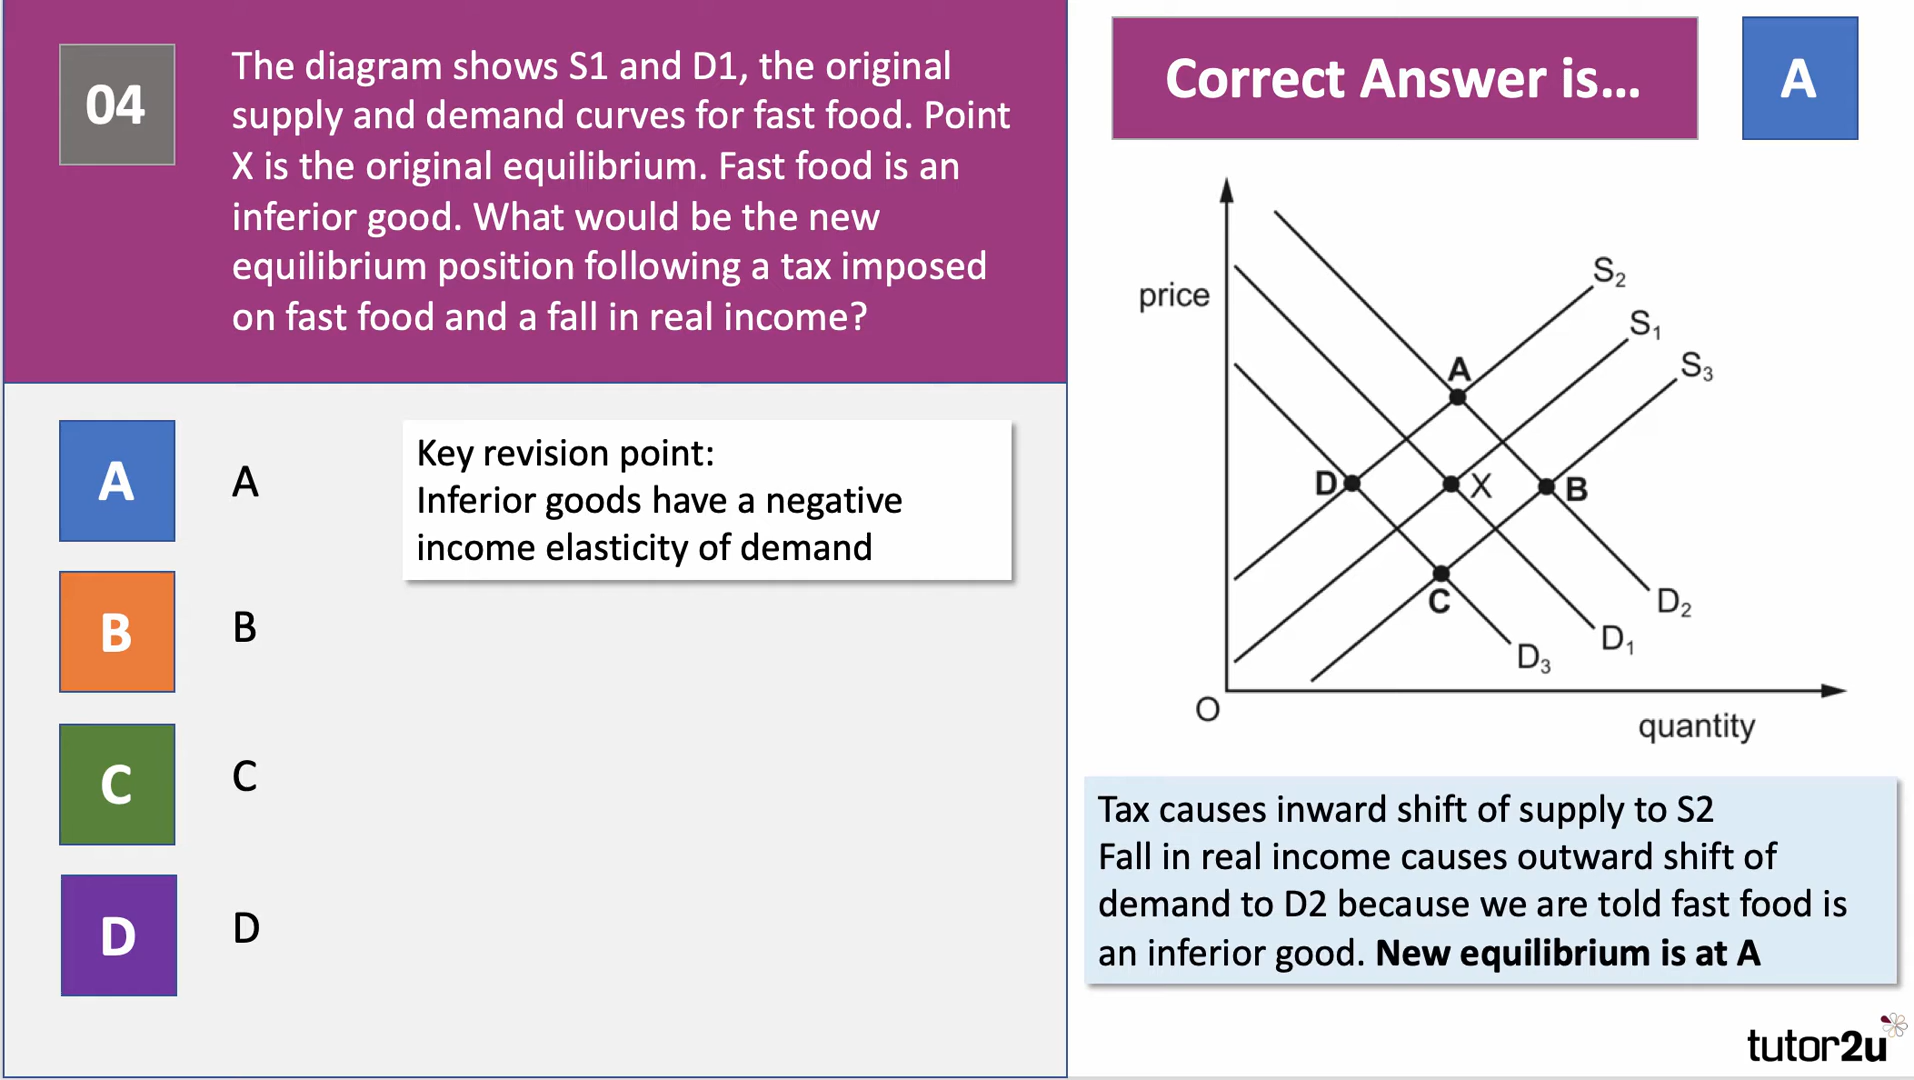 04
The diagram shows S1 and D1, the original
supply and demand curves for fast food. Point
X is the original equilibrium. Fast food is an
inferior good. What would be the new
equilibrium position following a tax imposed
on fast food and a fall in real income?
A
A
B
B
C
C
D
D
Key revision point:
Inferior goods have a negative
income elasticity of demand
Correct Answer is...
A
price
S2
S1
S3
A
D
X
B
C
D2
D1
D3
O
quantity
Tax causes inward shift of supply to S2
Fall in real income causes outward shift of
demand to D2 because we are told fast food is
an inferior good. New equilibrium is at A
tutor2u